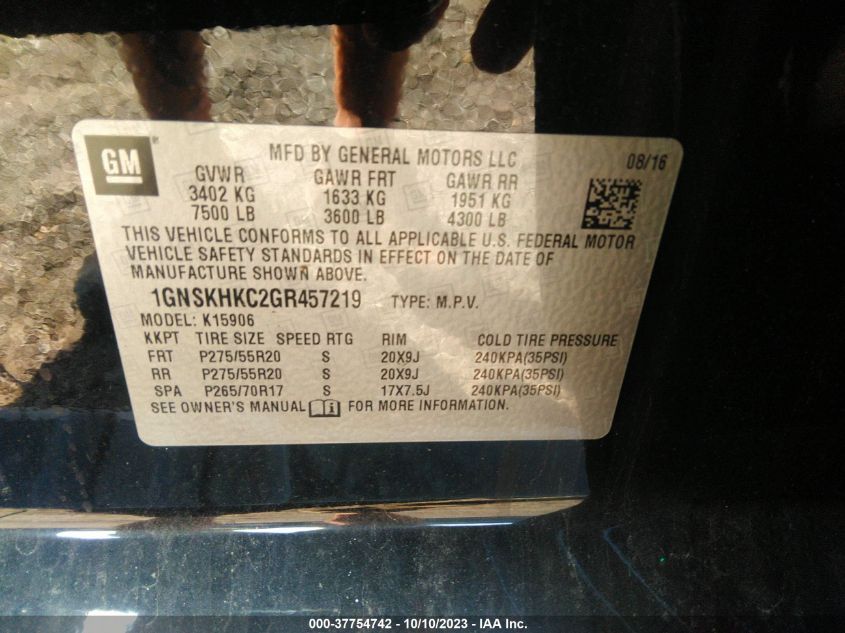 GM
MFD BY GENERAL MOTORS LLC 08/16
GVWR GAWR FRT GAWR RR
3402 KG 1633 KG 1951 KG
7500 LB 3600 LB 4300 LB
THIS VEHICLE CONFORMS TO ALL APPLICABLE U.S. FEDERAL MOTOR
VEHICLE SAFETY STANDARDS IN EFFECT ON THE DATE OF
MANUFACTURE SHOWN ABOVE.
1GNSKHKC2GR457219 TYPE: M.P.V.
MODEL: K15906
KKPT TIRE SIZE SPEED RTG RIM COLD TIRE PRESSURE
FRT P275/55R20 S 20X9J 240KPA(35PSI)
RR P275/55R20 S 20X9J 240KPA(35PSI)
SPA P265/70R17 S 17X7.5J 240KPA(35PSI)
SEE OWNER'S MANUAL FOR MORE INFORMATION.
000-37754742 - 10/10/2023 - IAA Inc.